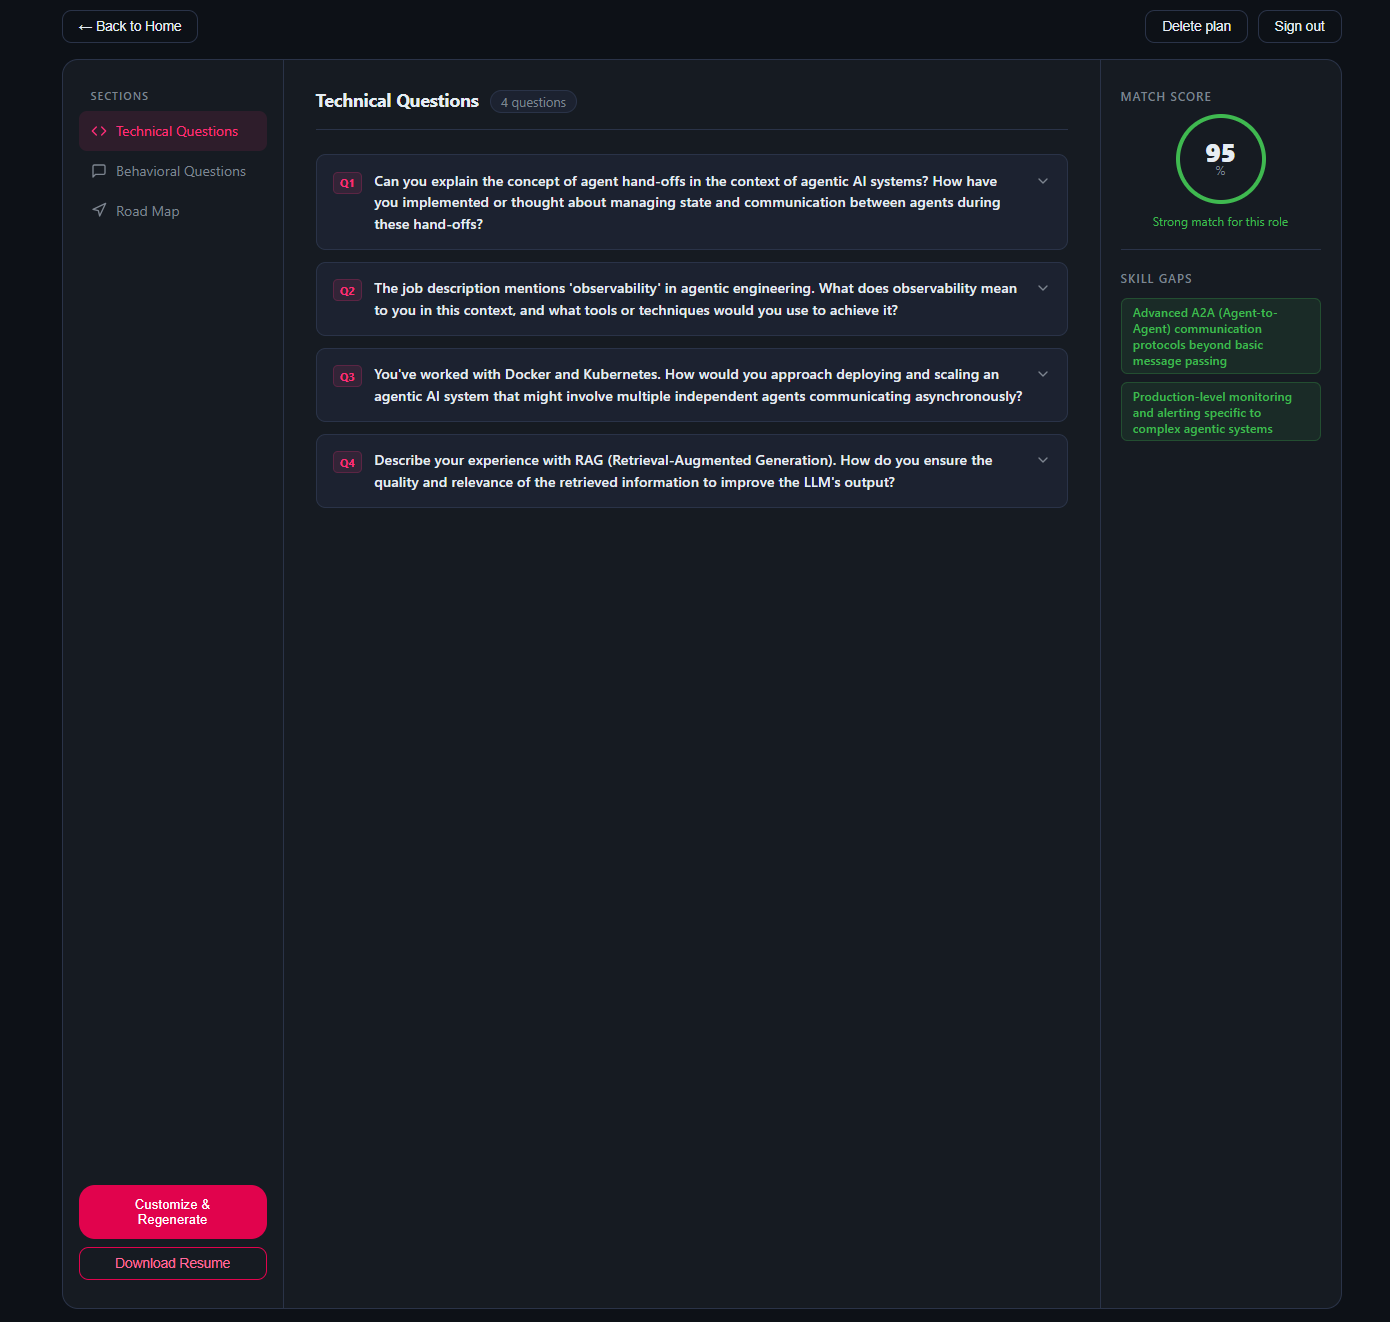 ← Back to Home
Delete plan
Sign out
SECTIONS
Technical Questions
Behavioral Questions
Road Map
Customize &
Regenerate
Download Resume
Technical Questions
4 questions
Q1
Can you explain the concept of agent hand-offs in the context of agentic AI systems? How have
you implemented or thought about managing state and communication between agents during
these hand-offs?
Q2
The job description mentions 'observability' in agentic engineering. What does observability mean
to you in this context, and what tools or techniques would you use to achieve it?
Q3
You've worked with Docker and Kubernetes. How would you approach deploying and scaling an
agentic AI system that might involve multiple independent agents communicating asynchronously?
Q4
Describe your experience with RAG (Retrieval-Augmented Generation). How do you ensure the
quality and relevance of the retrieved information to improve the LLM's output?
MATCH SCORE
95
%
Strong match for this role
SKILL GAPS
Advanced A2A (Agent-to-
Agent) communication
protocols beyond basic
message passing
Production-level monitoring
and alerting specific to
complex agentic systems